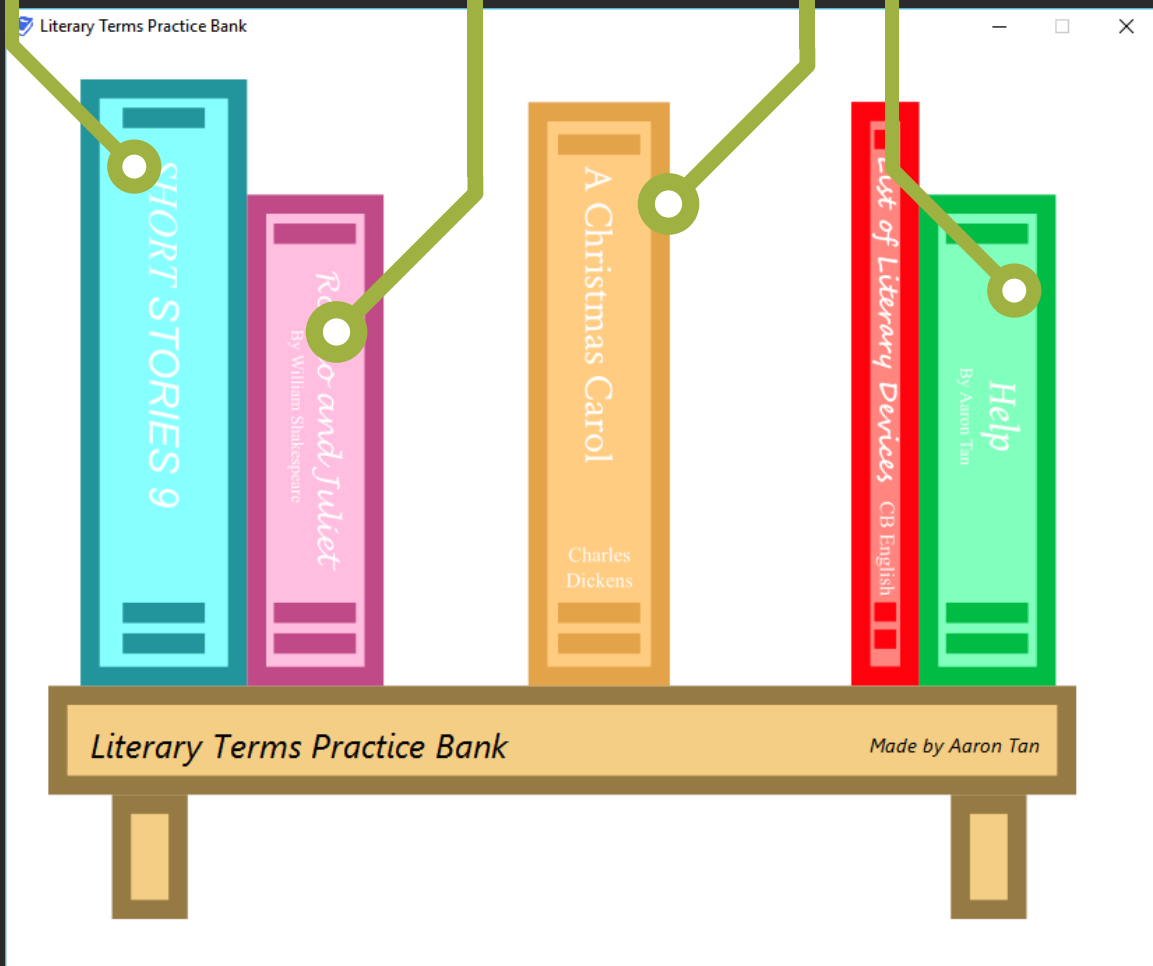 Literary Terms Practice Bank
SHORT STORIES 9
and Juliet
By William Shakespeare
A Christmas Carol
Charles
Dickens
List of Literary Devices CB English
Help
By Aaron Tan
Literary Terms Practice Bank
Made by Aaron Tan